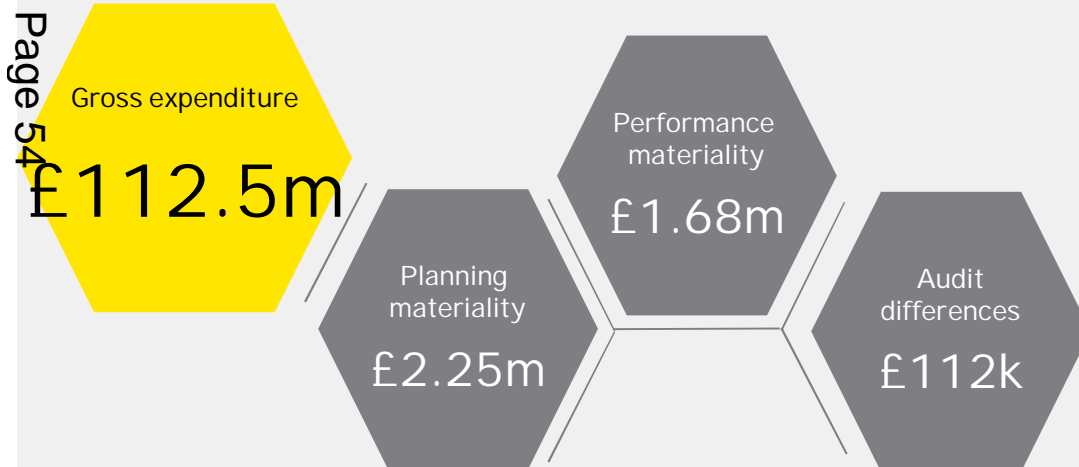 Page 54
Gross expenditure
£112.5m
Planning
materiality
£2.25m
Performance
materiality
£1.68m
Audit
differences
£112k